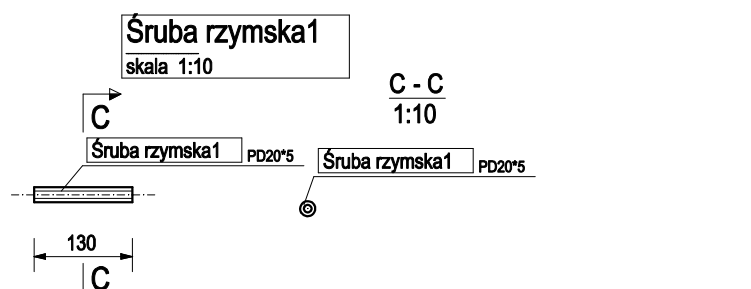 Śruba rzymska1
skala 1:10
C - C
1:10
C
Śruba rzymska1 PD20*5
Śruba rzymska1 PD20*5
130
C